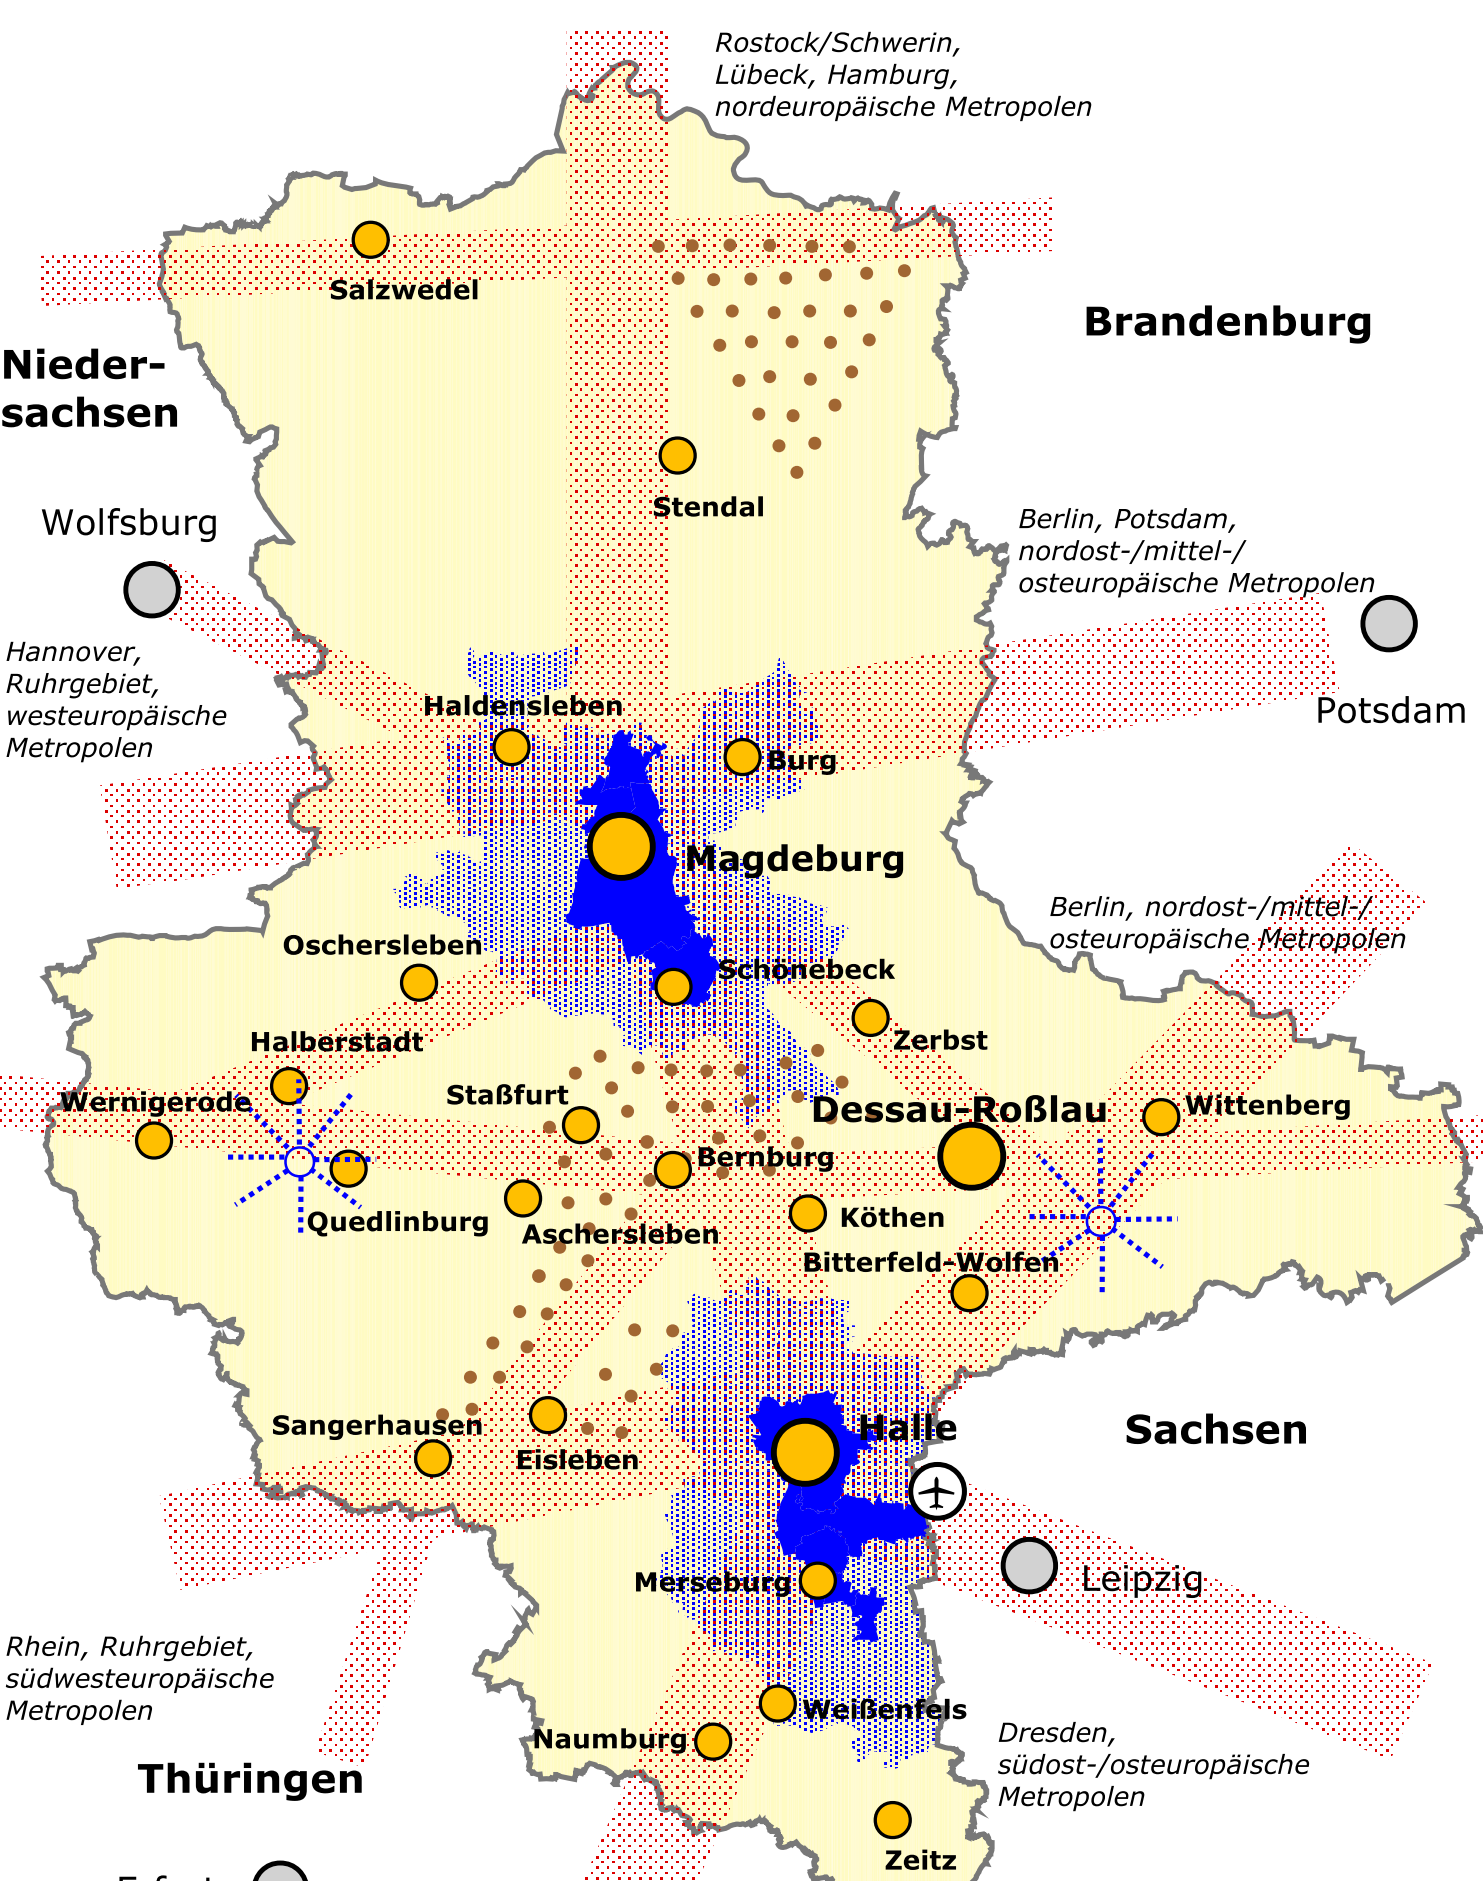 Rostock/Schwerin,
Lübeck, Hamburg,
nordeuropäische Metropolen
Salzwedel
Brandenburg
Nieder-
sachsen
Stendal
Wolfsburg
Berlin, Potsdam,
nordost-/mittel-/
osteuropäische Metropolen
Hannover,
Ruhrgebiet,
westeuropäische
Metropolen
Potsdam
Haldensleben
Burg
Magdeburg
Berlin, nordost-/mittel-/
osteuropäische Metropolen
Oschersleben
Schönebeck
Halberstadt
Zerbst
Wernigerode
Staßfurt
Dessau-Roßlau
Wittenberg
Bernburg
Quedlinburg
Aschersleben
Köthen
Bitterfeld-Wolfen
Sangerhausen
Halle
Sachsen
Eisleben
Merseburg
Leipzig
Rhein, Ruhrgebiet,
südwesteuropäische
Metropolen
Weißenfels
Naumburg
Dresden,
südost-/osteuropäische
Metropolen
Thüringen
Zeitz